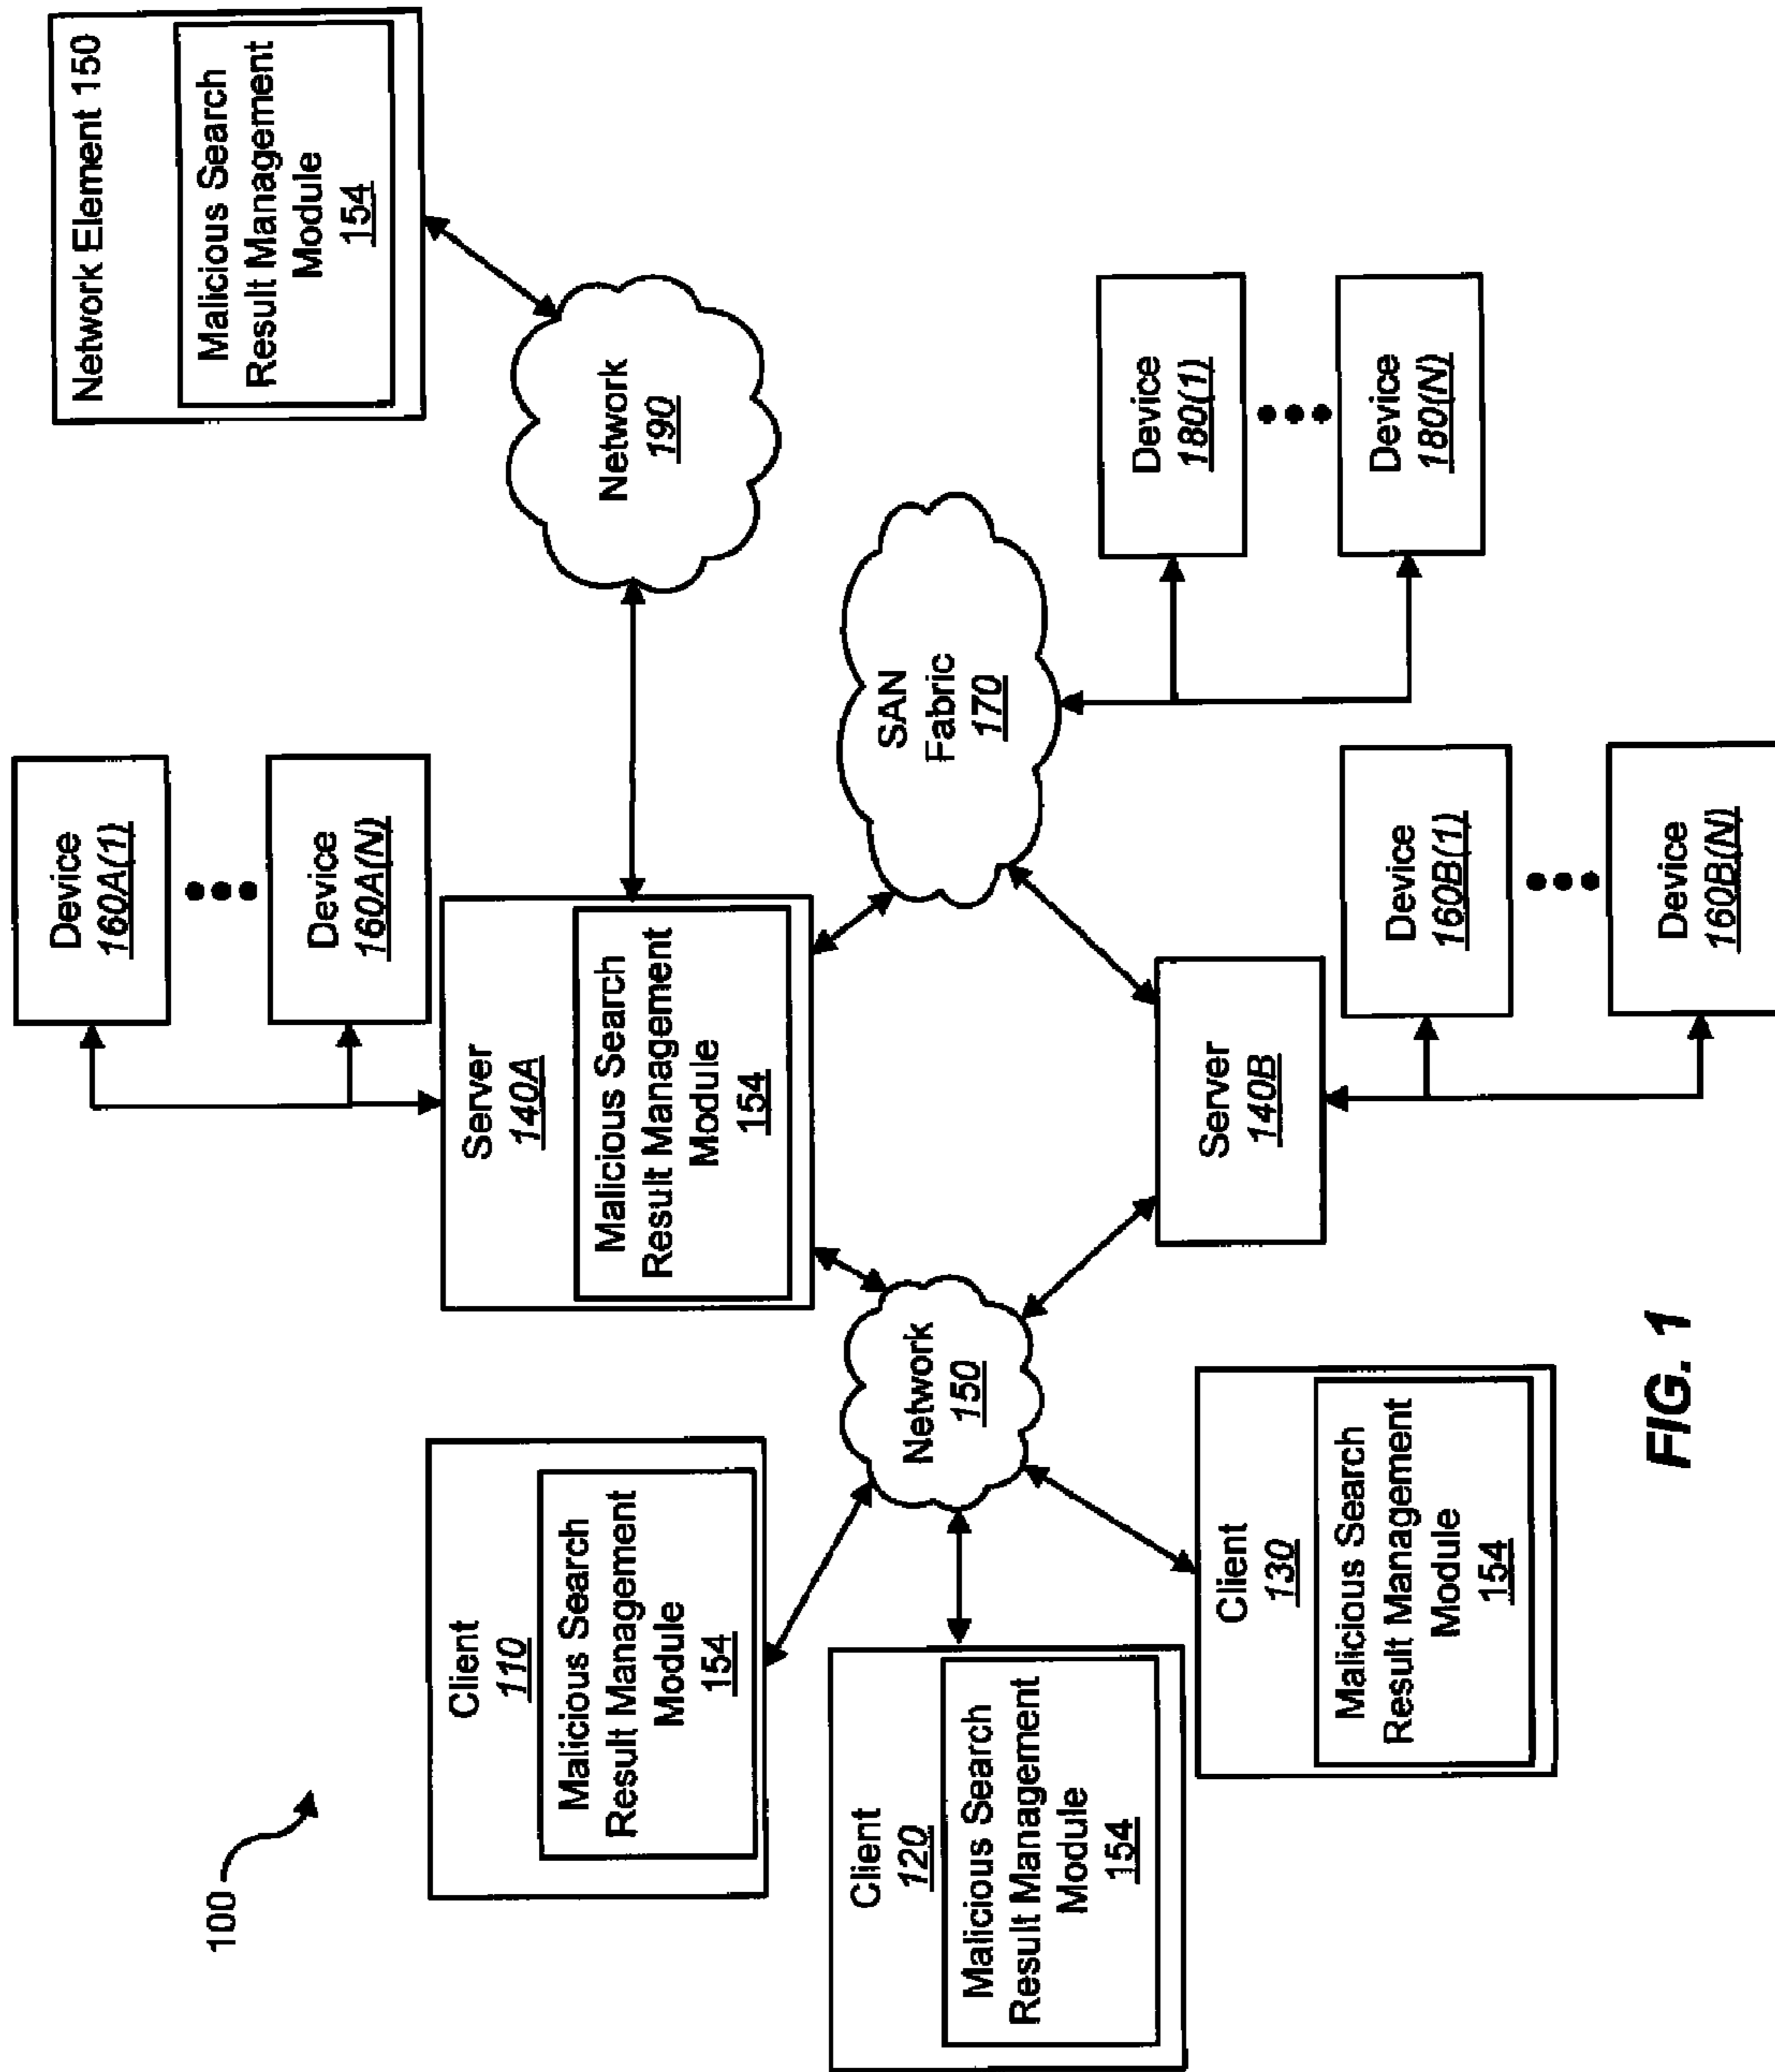 100
Client
110
Malicious Search
Result Management
Module
154
Client
120
Malicious Search
Result Management
Module
154
Client
130
Malicious Search
Result Management
Module
154
Network
150
Server
140A
Malicious Search
Result Management
Module
154
Server
140B
Device
160A(1)
Device
160A(N)
Device
160B(1)
Device
160B(N)
SAN
Fabric
170
Device
180(1)
Device
180(N)
Network
190
Network Element 150
Malicious Search
Result Management
Module
154
FIG. 1